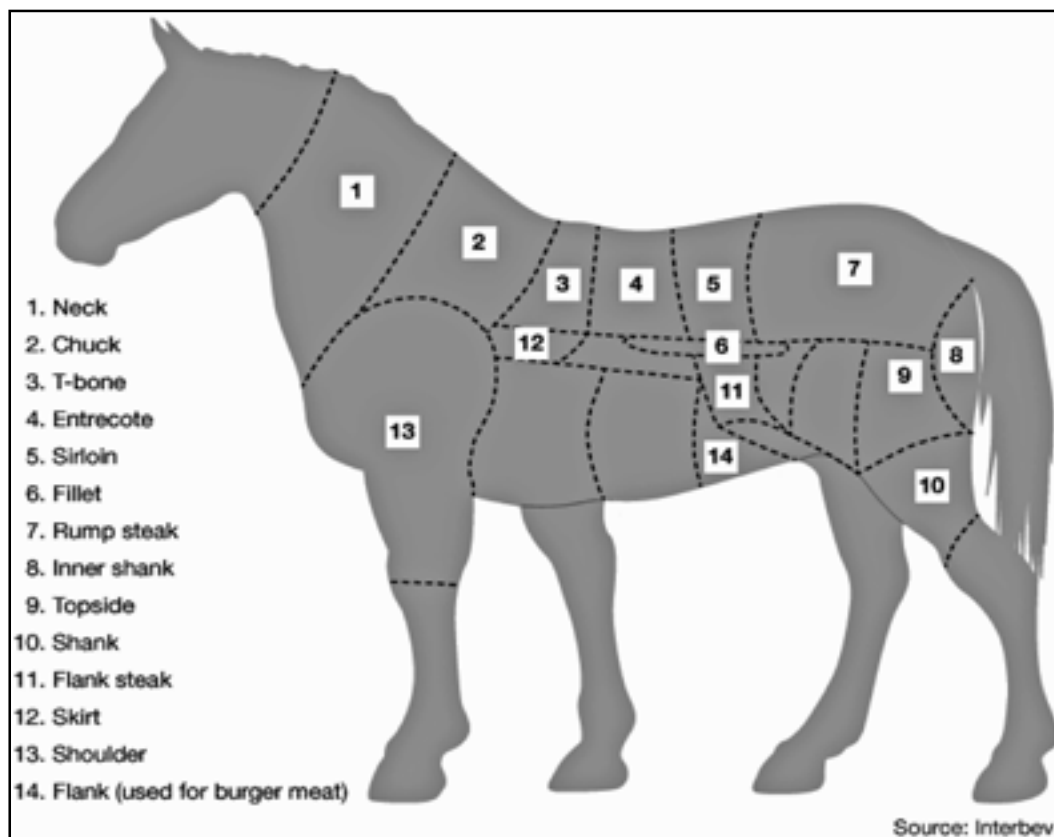 1
2
3
4
5
7
12
6
8
9
11
13
14
10
1. Neck
2. Chuck
3. T-bone
4. Entrecote
5. Sirloin
6. Fillet
7. Rump steak
8. Inner shank
9. Topside
10. Shank
11. Flank steak
12. Skirt
13. Shoulder
14. Flank (used for burger meat)
Source: Interbev